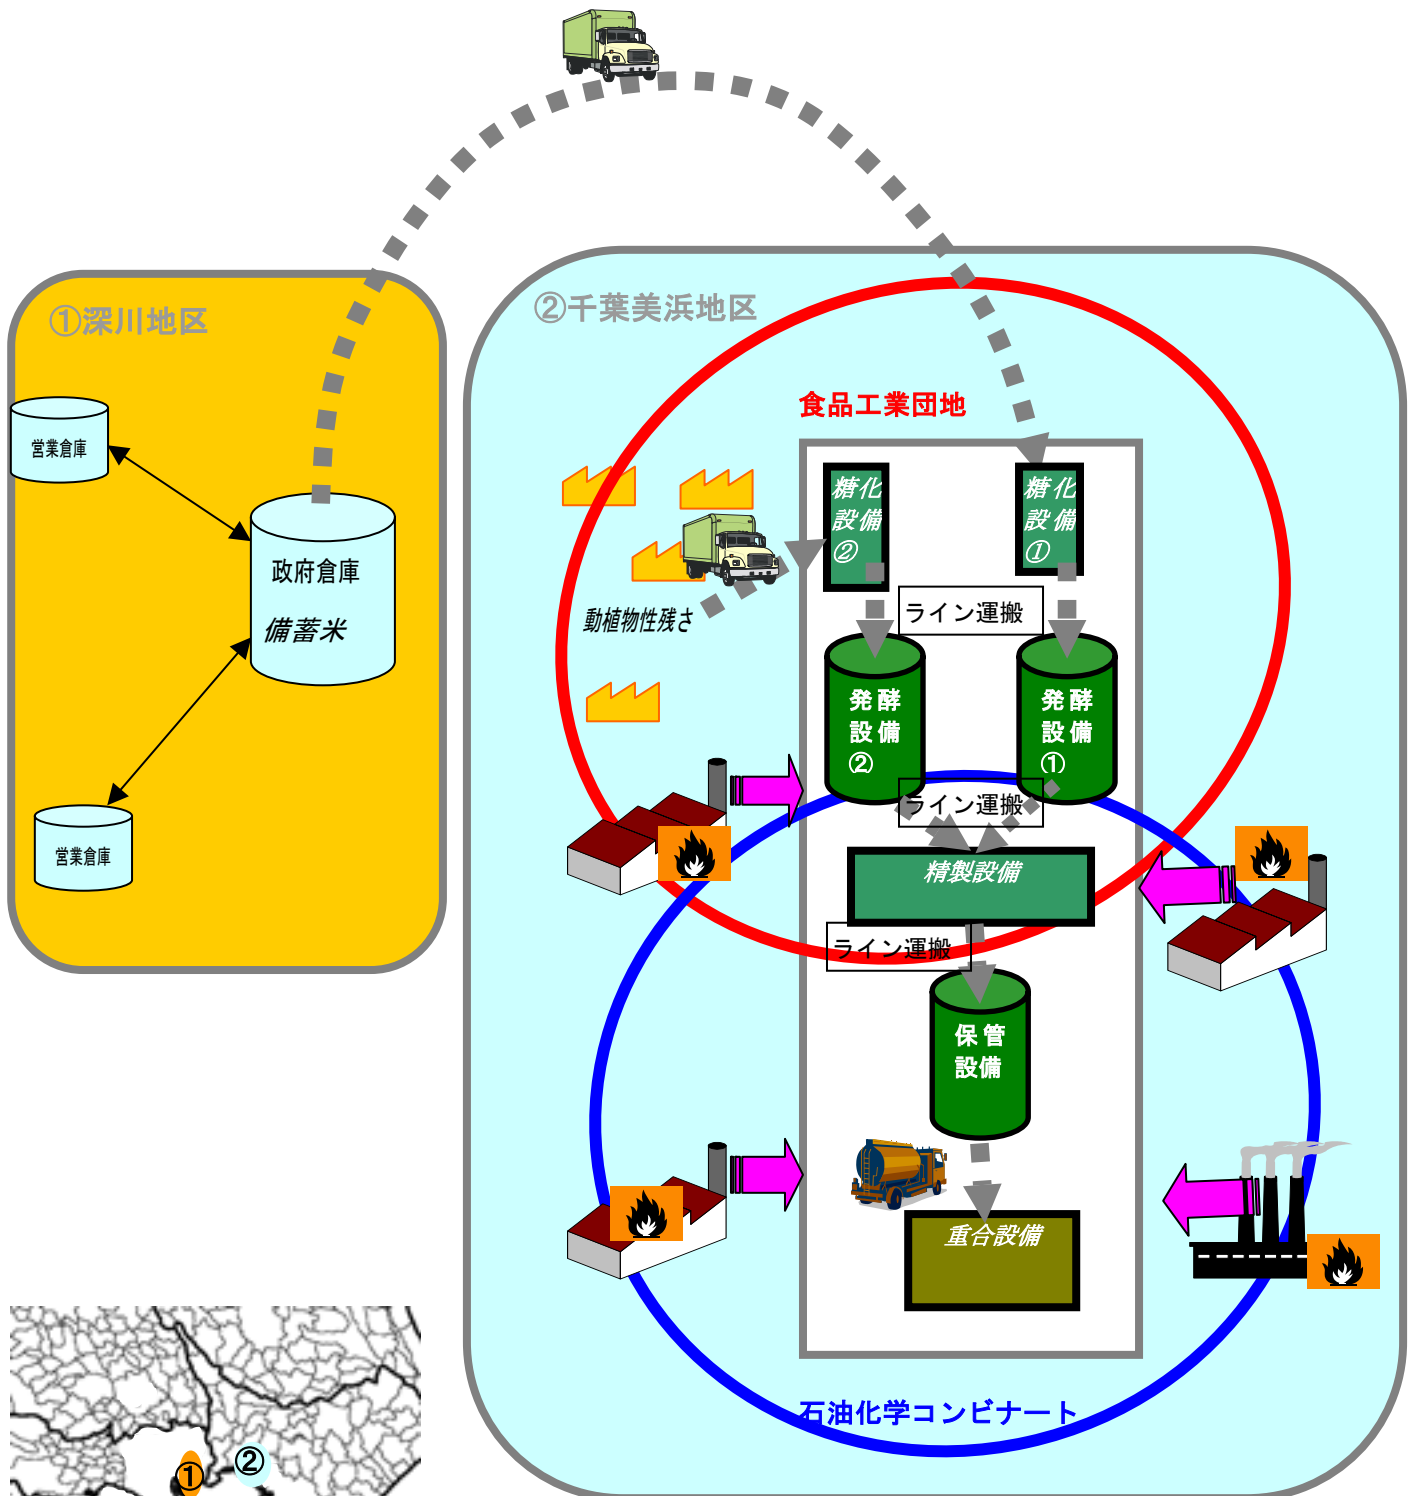 ①深川地区
営業倉庫
政府倉庫
備蓄米
営業倉庫
②千葉美浜地区
食品工業団地
糖化
設備
②
糖化
設備
①
動植物性残さ
ライン運搬
発酵
設備
②
発酵
設備
①
ライン運搬
精製設備
ライン運搬
保管
設備
重合設備
石油化学コンビナート
①
②